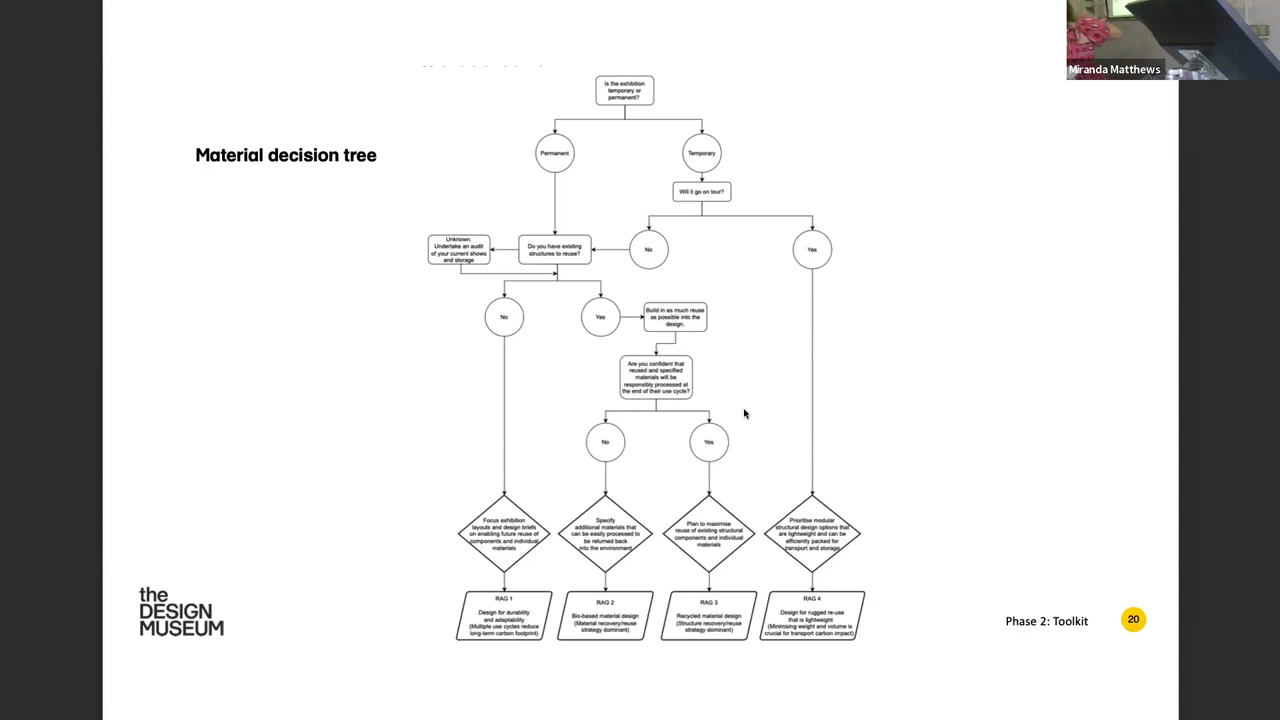 Miranda Matthews
Material decision tree
Is the exhibition
temporary or
permanent?
Permanent
Temporary
Will it go on tour?
Unknown.
Undertake an audit
of your current shows
and storage
Do you have existing
structures to reuse?
No
Yes
No
Yes
Build in as much reuse
as possible into the
design.
Are you confident that
reused and specified
materials will be
responsibly processed at
the end of their use cycle?
No
Yes
Focus exhibition
layouts and design briefs
on enabling future reuse of
components and individual
materials
Specify
additional materials that
can be easily processed to
be returned back
into the environment
Plan to maximise
reuse of existing structural
components and individual
materials
Prioritise modular
structural design options that
are lightweight and can be
efficiently packed for
transport and storage
RAG 1
Design for durability
and adaptability
(Multiple use cycles reduce
long-term carbon footprint)
RAG 2
Bio-based material design
(Material recovery/reuse
strategy dominant)
RAG 3
Recycled material design
(Structure recovery/reuse
strategy dominant)
RAG 4
Design for rugged re-use
that is lightweight
(Minimising weight and volume is
crucial for transport carbon impact)
the
DESIGN
MUSEUM
Phase 2: Toolkit
20